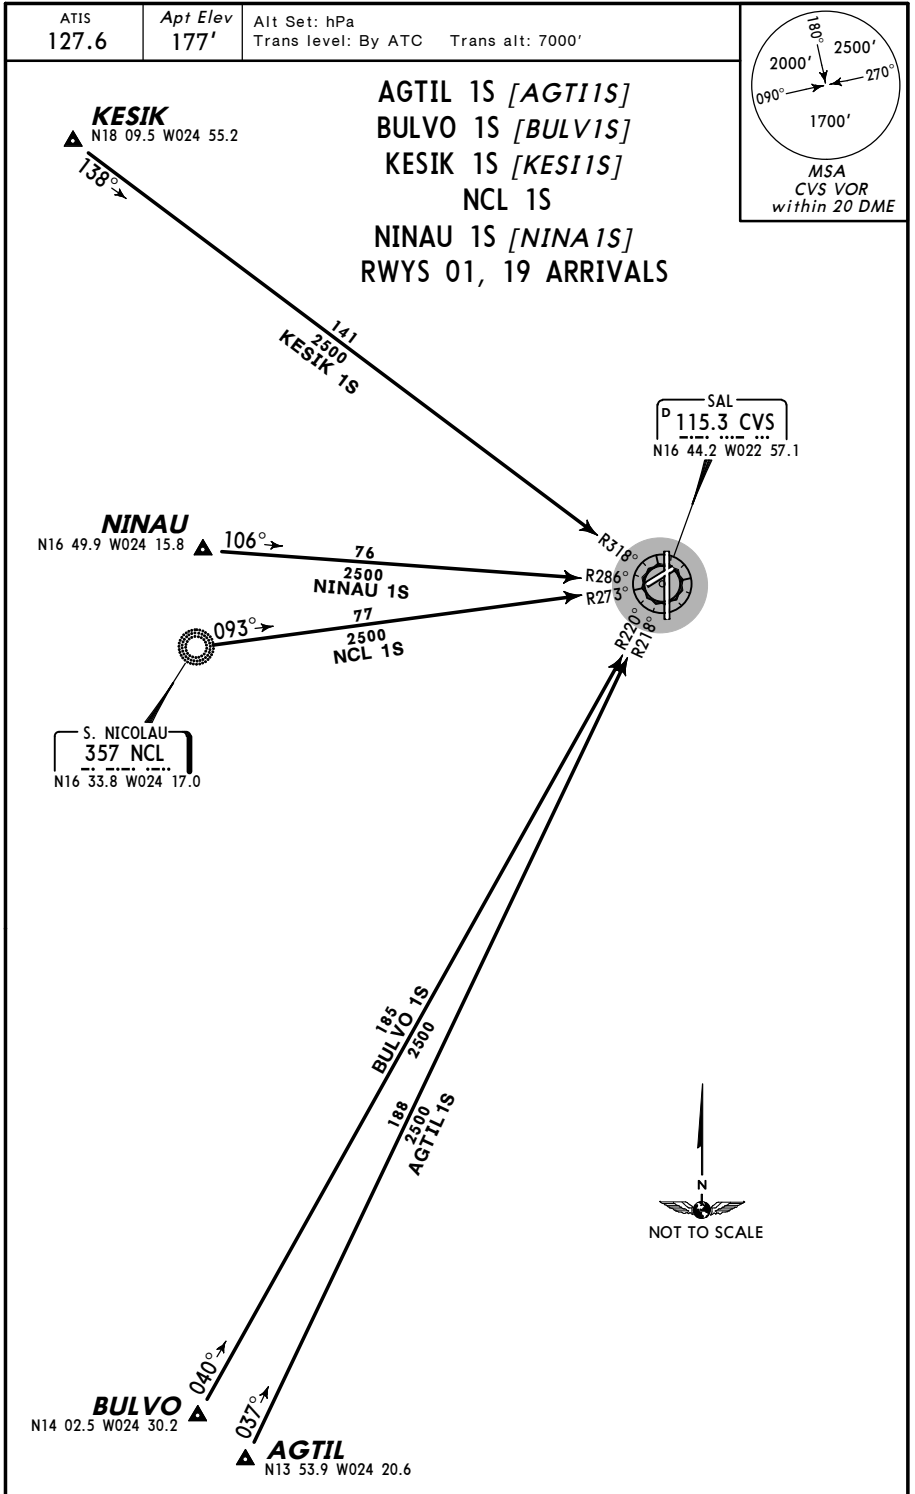 ATIS
127.6
Apt Elev
177'
Alt Set: hPa
Trans level: By ATC Trans alt: 7000'
180°
2500'
2000'
270°
090°
1700'
MSA
CVS VOR
within 20 DME
AGTIL 1S [AGTI1S]
BULVO 1S [BULV1S]
KESIK 1S [KESI1S]
NCL 1S
NINAU 1S [NINA1S]
RWYS 01, 19 ARRIVALS
KESIK
N18 09.5 W024 55.2
138°
141
2500
KESIK 1S
SAL
D 115.3 CVS
N16 44.2 W022 57.1
NINAU
N16 49.9 W024 15.8
106°
76
2500
NINAU 1S
R318°
R286°
R273°
R220°
R218°
093°
77
2500
NCL 1S
S. NICOLAU
357 NCL
N16 33.8 W024 17.0
185
BULVO 1S
2500
188
2500
AGTIL 1S
N
NOT TO SCALE
040°
BULVO
N14 02.5 W024 30.2
037°
AGTIL
N13 53.9 W024 20.6